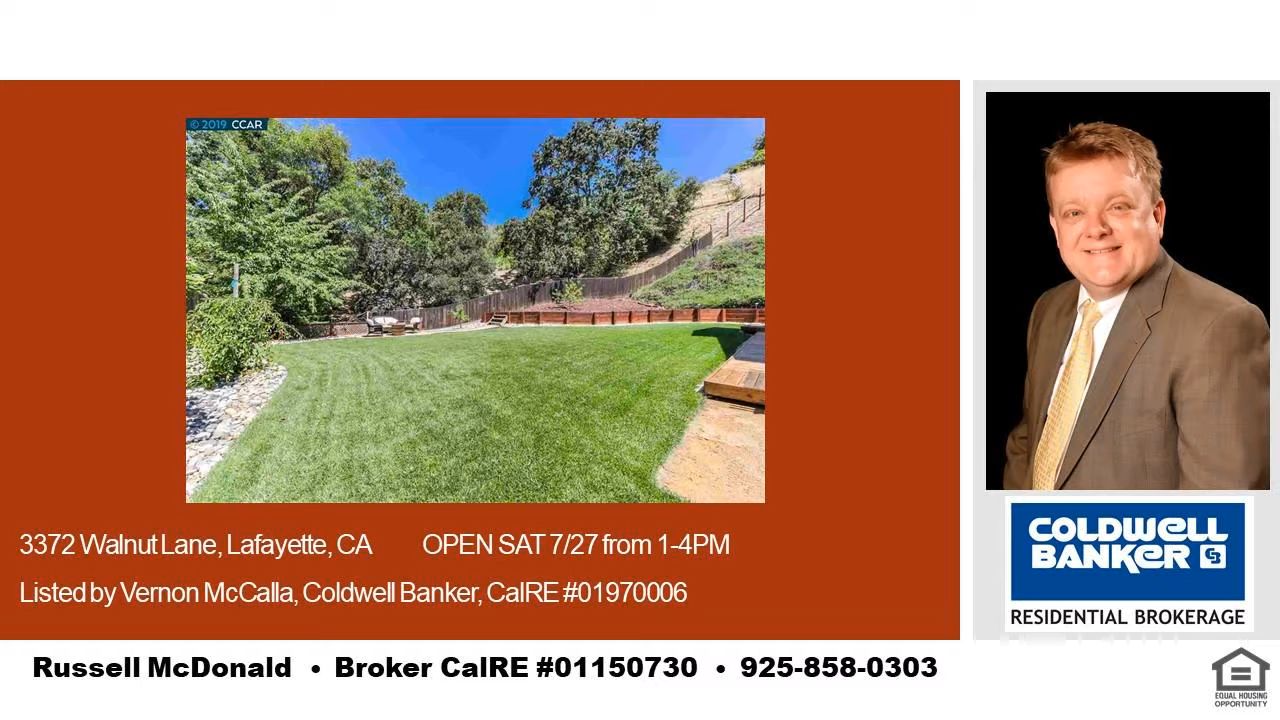 © 2019 CCAR
3372 Walnut Lane, Lafayette, CA OPEN SAT 7/27 from 1-4PM
Listed by Vernon McCalla, Coldwell Banker, CalRE #01970006
COLDWELL
BANKER CB
RESIDENTIAL BROKERAGE
Russell McDonald • Broker CalRE #01150730 • 925-858-0303
EQUAL HOUSING
OPPORTUNITY